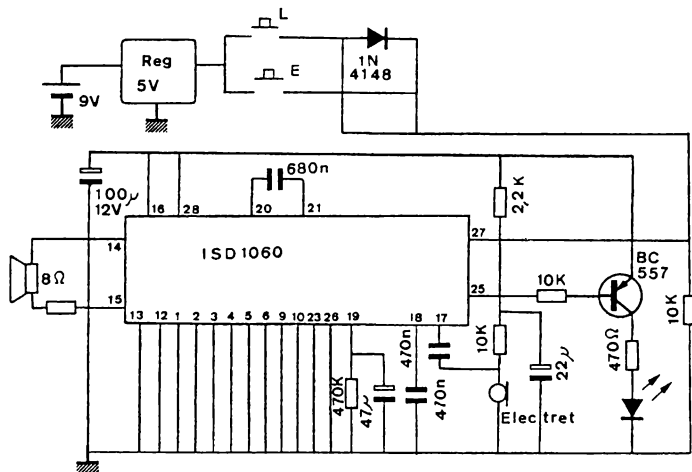 L
Reg
5V
E
1N
4148
9V
680n
100μ
12V
16
28
20
21
2,2K
14
ISD1060
27
BC
557
8Ω
15
25
10K
13
12
1
2
3
4
5
6
9
10
23
26
19
18
17
470n
10K
470Ω
10K
470K
47μ
470n
22μ
Electret